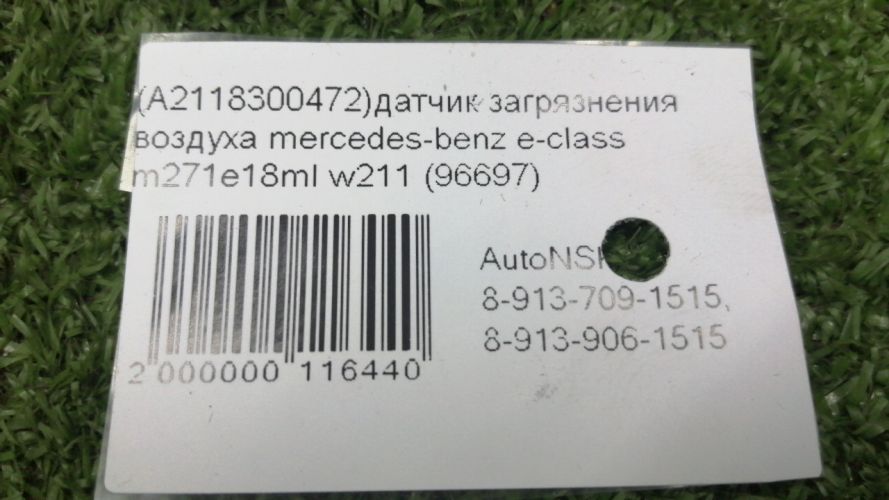 (A2118300472)датчик загрязнения
воздуха mercedes-benz e-class
m271e18ml w211 (96697)
8-913-709-1515,
8-913-906-1515
2 000000 116440